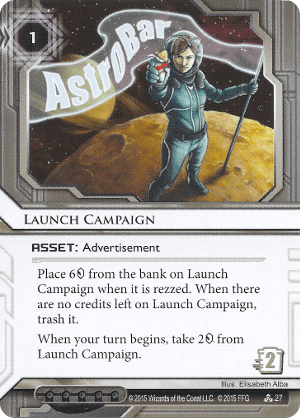 1
AstroBar
LAUNCH CAMPAIGN
ASSET: Advertisement
Place 6 from the bank on Launch
Campaign when it is rezzed. When there
are no credits left on Launch Campaign,
trash it.
When your turn begins, take 2 from
Launch Campaign.
2
Illus. Elisabeth Alba
© 2015 Wizards of the Coast LLC. © 2015 FFG 27